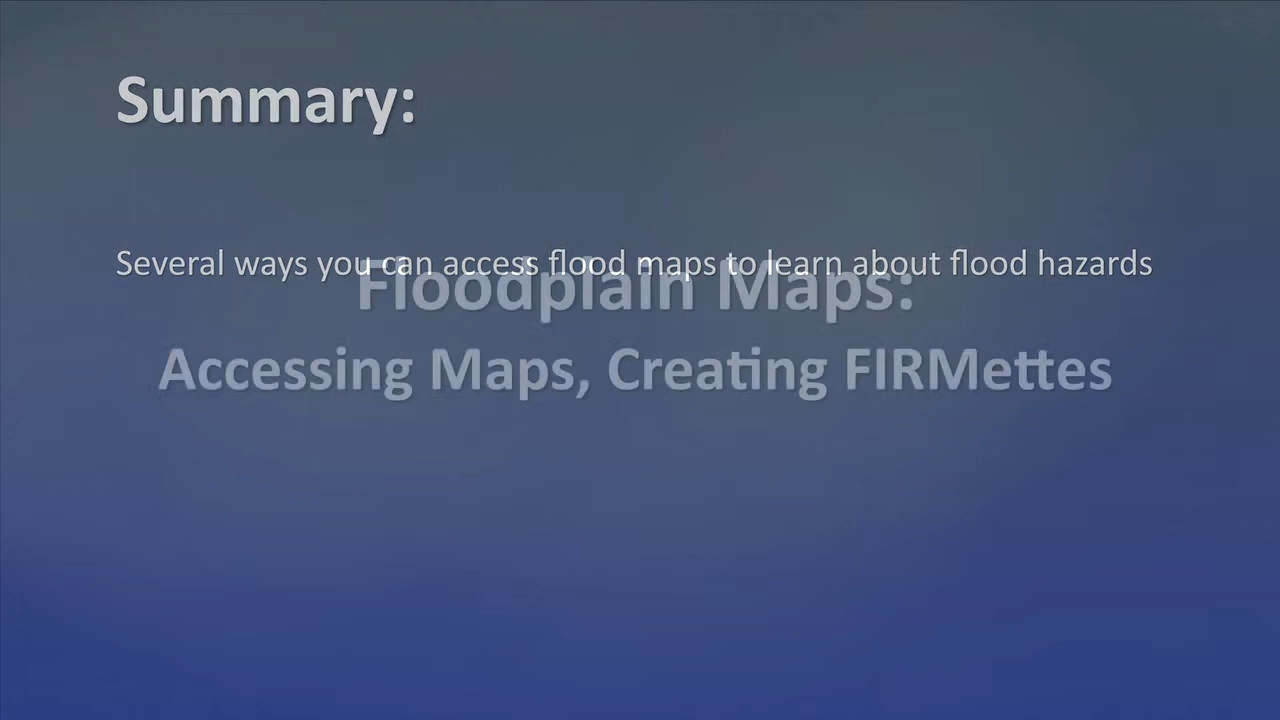 Summary:
Several ways you can access flood maps to learn about flood hazards
Floodplain Maps:
Accessing Maps, Creating FIRMettes